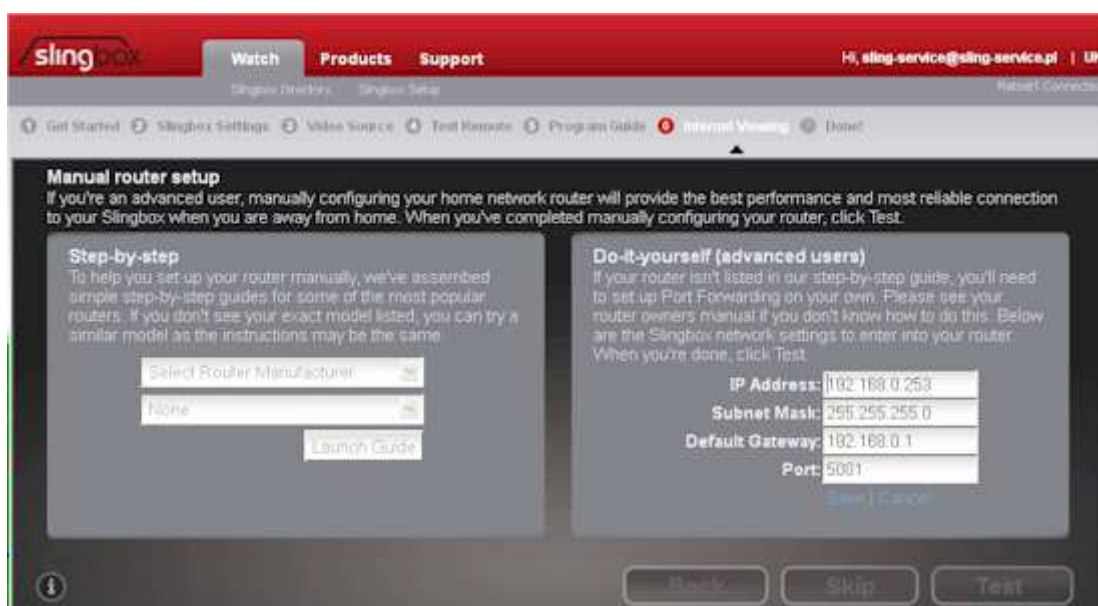 slingbox
Watch Products Support
Hi, sling-service@sling-service.pl |
Slingbox Directory Slingbox Setup
Get Started Slingbox Settings Video Source Test Remote Program Guide 6 Internet Viewing Done!
Manual router setup
If you're an advanced user, manually configuring your home network router will provide the best performance and most reliable connection
to your Slingbox when you are away from home. When you've completed manually configuring your router, click Test.
Step-by-step
To help you set up your router manually, we've assembled
simple step-by-step guides for some of the most popular
routers. If you don't see your exact model listed, you can try a
similar model as the instructions may be the same.
Select Router Manufacturer
None
Launch Guide
Do-it-yourself (advanced users)
If your router isn't listed in our step-by-step guide, you'll need
to set up Port Forwarding on your own. Please see your
router owners manual if you don't know how to do this. Below
are the Slingbox network settings to enter into your router.
When you're done, click Test.
IP Address: 192.168.0.253
Subnet Mask: 255.255.255.0
Default Gateway: 192.168.0.1
Port: 5001
Save | Cancel
Back Skip Test